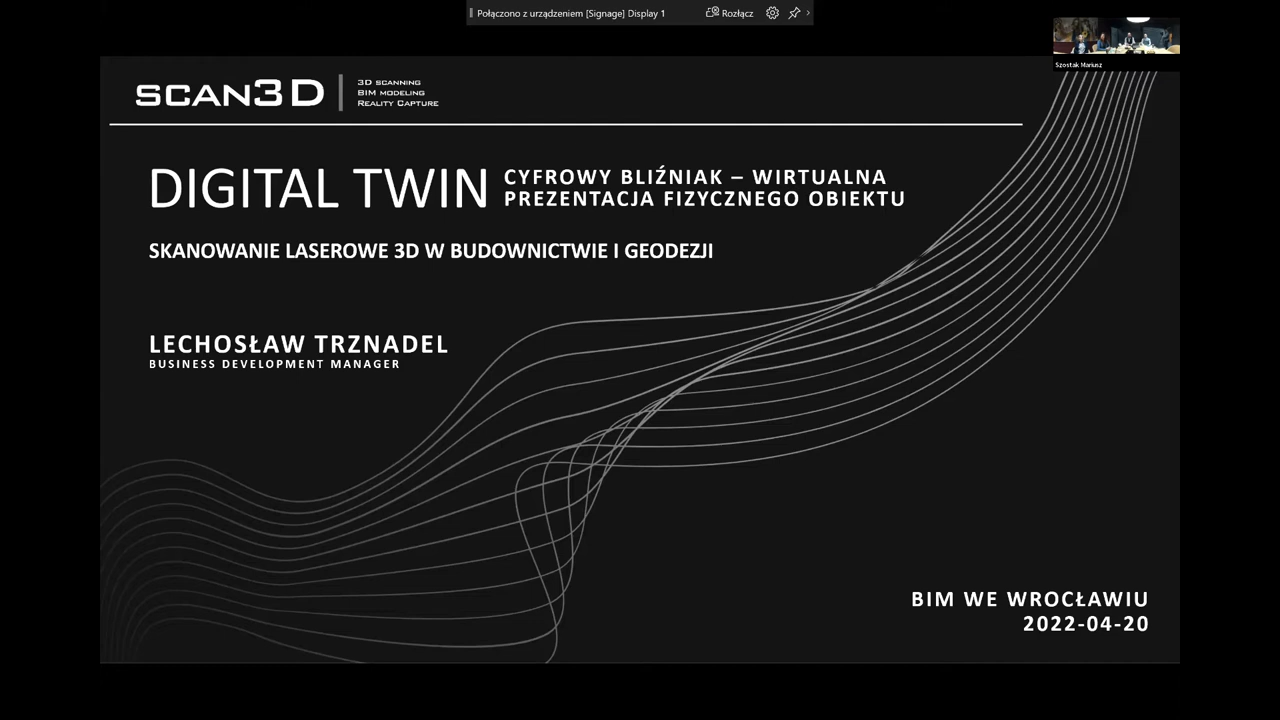 Połączono z urządzeniem [Signage] Display 1
Rozłącz
Szostak Mariusz
SCAN3D
3D SCANNING
BIM MODELING
REALITY CAPTURE
DIGITAL TWIN
CYFROWY BLIŹNIAK – WIRTUALNA
PREZENTACJA FIZYCZNEGO OBIEKTU
SKANOWANIE LASEROWE 3D W BUDOWNICTWIE I GEODEZJI
LECHOSŁAW TRZNADEL
BUSINESS DEVELOPMENT MANAGER
BIM WE WROCŁAWIU
2022-04-20